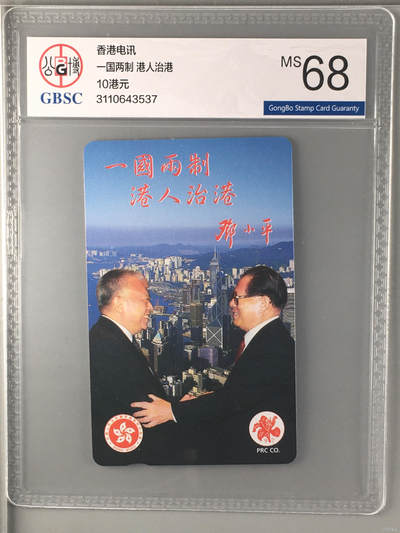 公博
GBSC
香港电讯
一国两制 港人治港
10港元
3110643537
MS 68
GongBo Stamp Card Guaranty
一國兩制
港人治港
鄧小平
PRC CO.